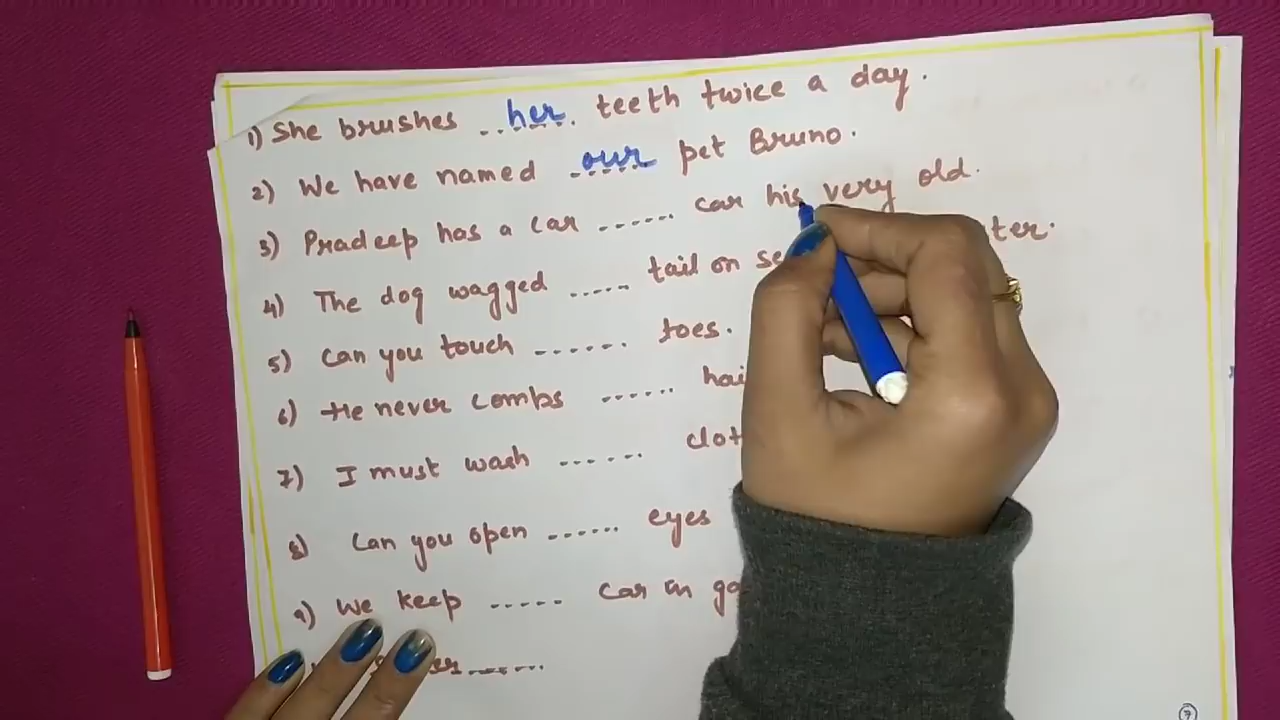 1) She brushes ..her.. teeth twice a day.
2) We have named ..our.. pet Bruno.
3) Pradeep has a car ...... car his very old.
4) The dog wagged ..... tail on se ter.
5) Can you touch ...... toes.
6) He never combs ...... hai
7) I must wash ...... clot
8) Can you open ...... eyes
9) We keep ..... car in ga
7